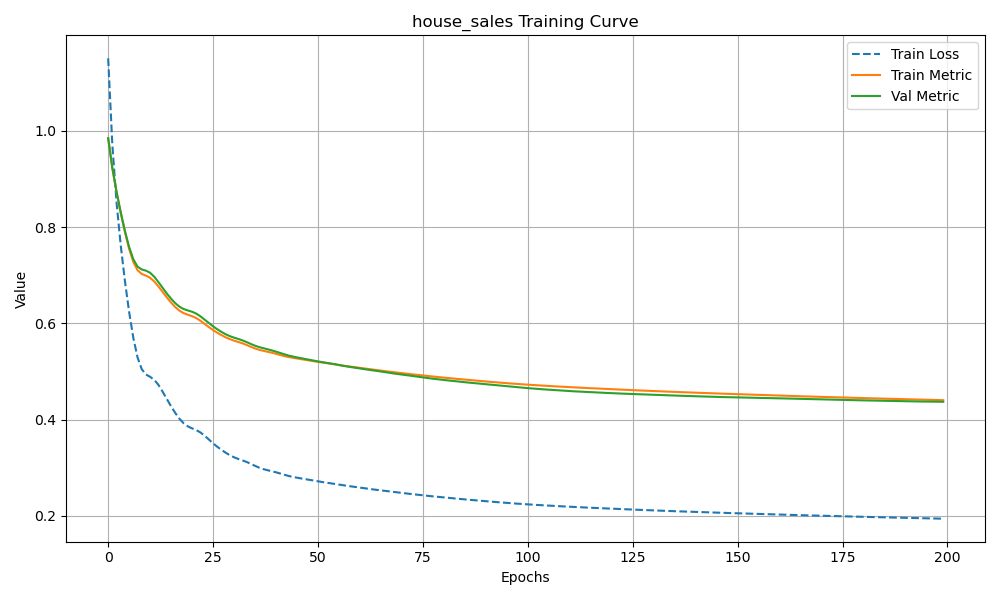 house_sales Training Curve
Train Loss
Train Metric
Val Metric
Value
1.0
0.8
0.6
0.4
0.2
0 25 50 75 100 125 150 175 200
Epochs